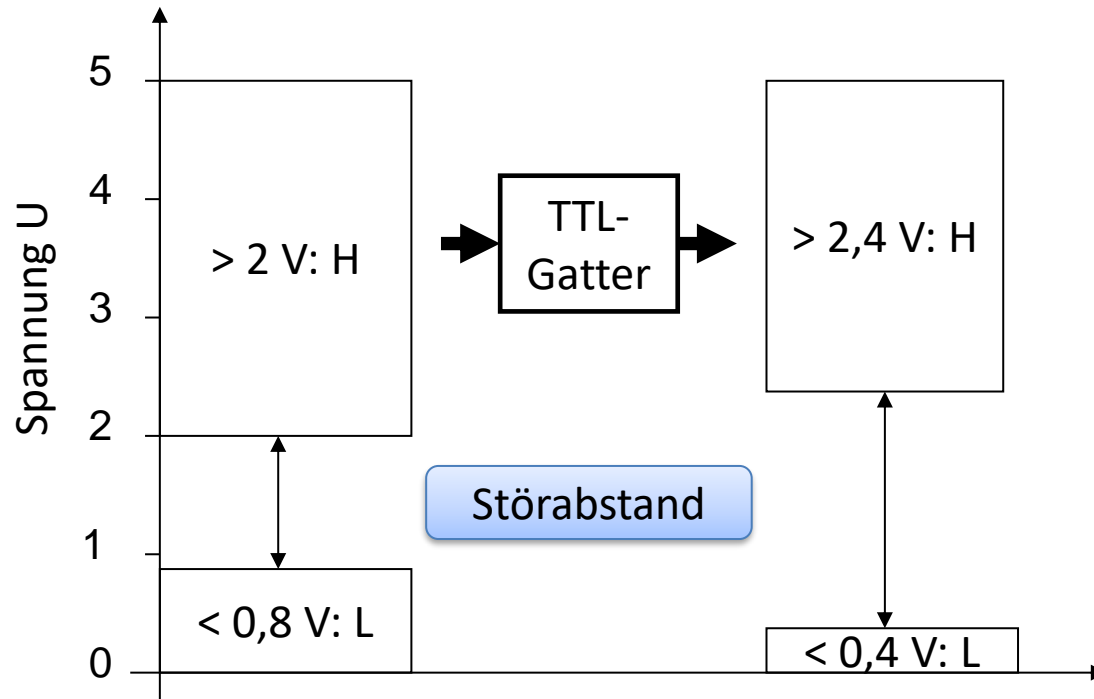 Spannung U
5
4
3
2
1
0
> 2 V: H
< 0,8 V: L
TTL-
Gatter
Störabstand
> 2,4 V: H
< 0,4 V: L